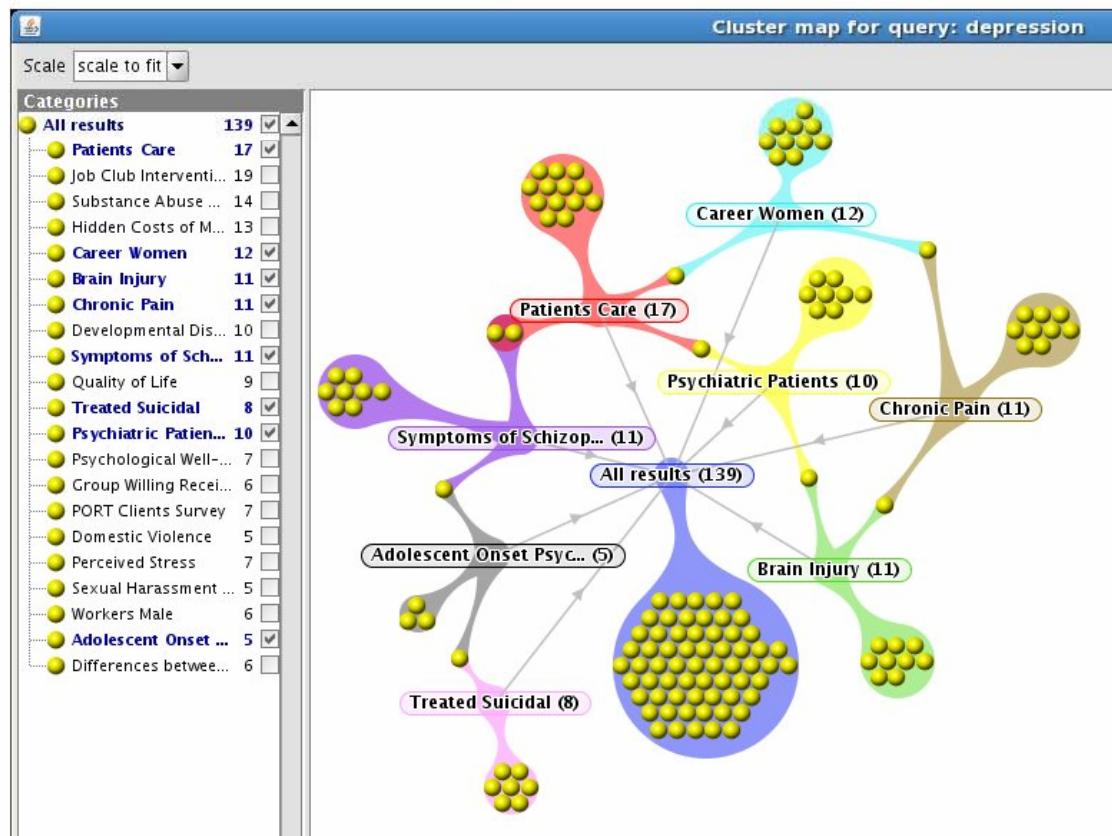 Cluster map for query: depression
Scale scale to fit
Categories
All results 139
Patients Care 17
Job Club Interventi... 19
Substance Abuse ... 14
Hidden Costs of M... 13
Career Women 12
Brain Injury 11
Chronic Pain 11
Developmental Dis... 10
Symptoms of Sch... 11
Quality of Life 9
Treated Suicidal 8
Psychiatric Patien... 10
Psychological Well-... 7
Group Willing Recei... 6
PORT Clients Survey 7
Domestic Violence 5
Perceived Stress 7
Sexual Harassment ... 5
Workers Male 6
Adolescent Onset ... 5
Differences betwee... 6
Career Women (12)
Patients Care (17)
Psychiatric Patients (10)
Chronic Pain (11)
Symptoms of Schizop... (11)
All results (139)
Adolescent Onset Psyc... (5)
Brain Injury (11)
Treated Suicidal (8)